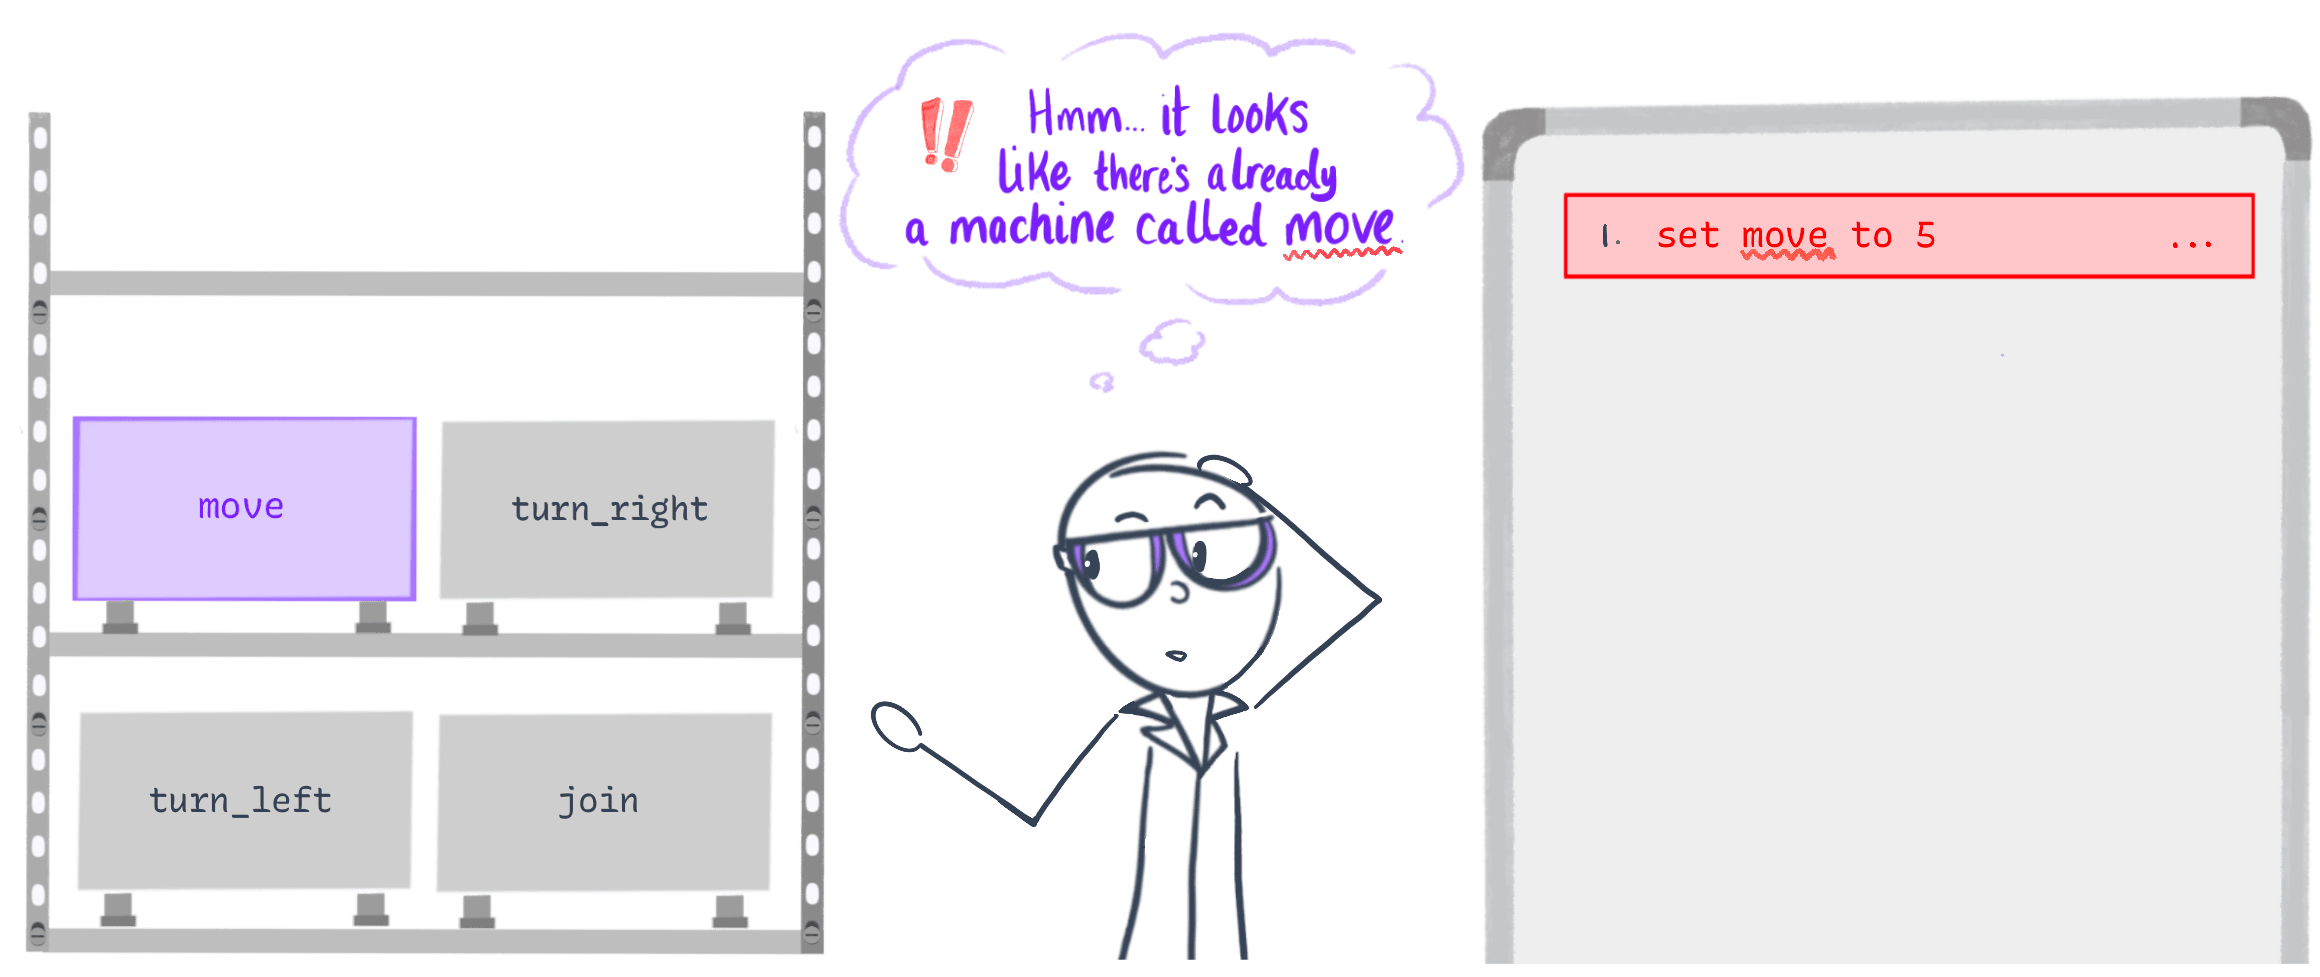 !! Hmm... it looks
like there's already
a machine called move.
1. set move to 5 ...
move
turn_right
turn_left
join